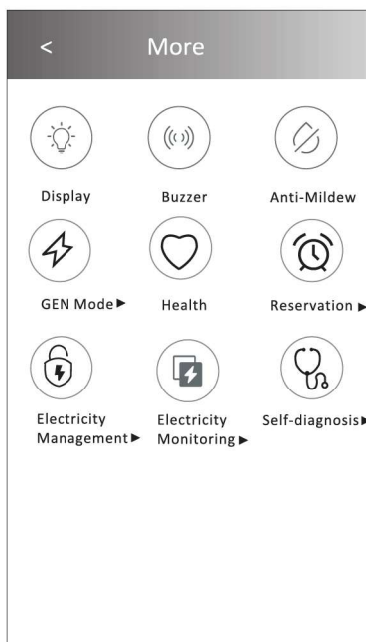 < More
Display Buzzer Anti-Mildew
GEN Mode▶ Health Reservation▶
Electricity Electricity Self-diagnosis▶
Management▶ Monitoring▶